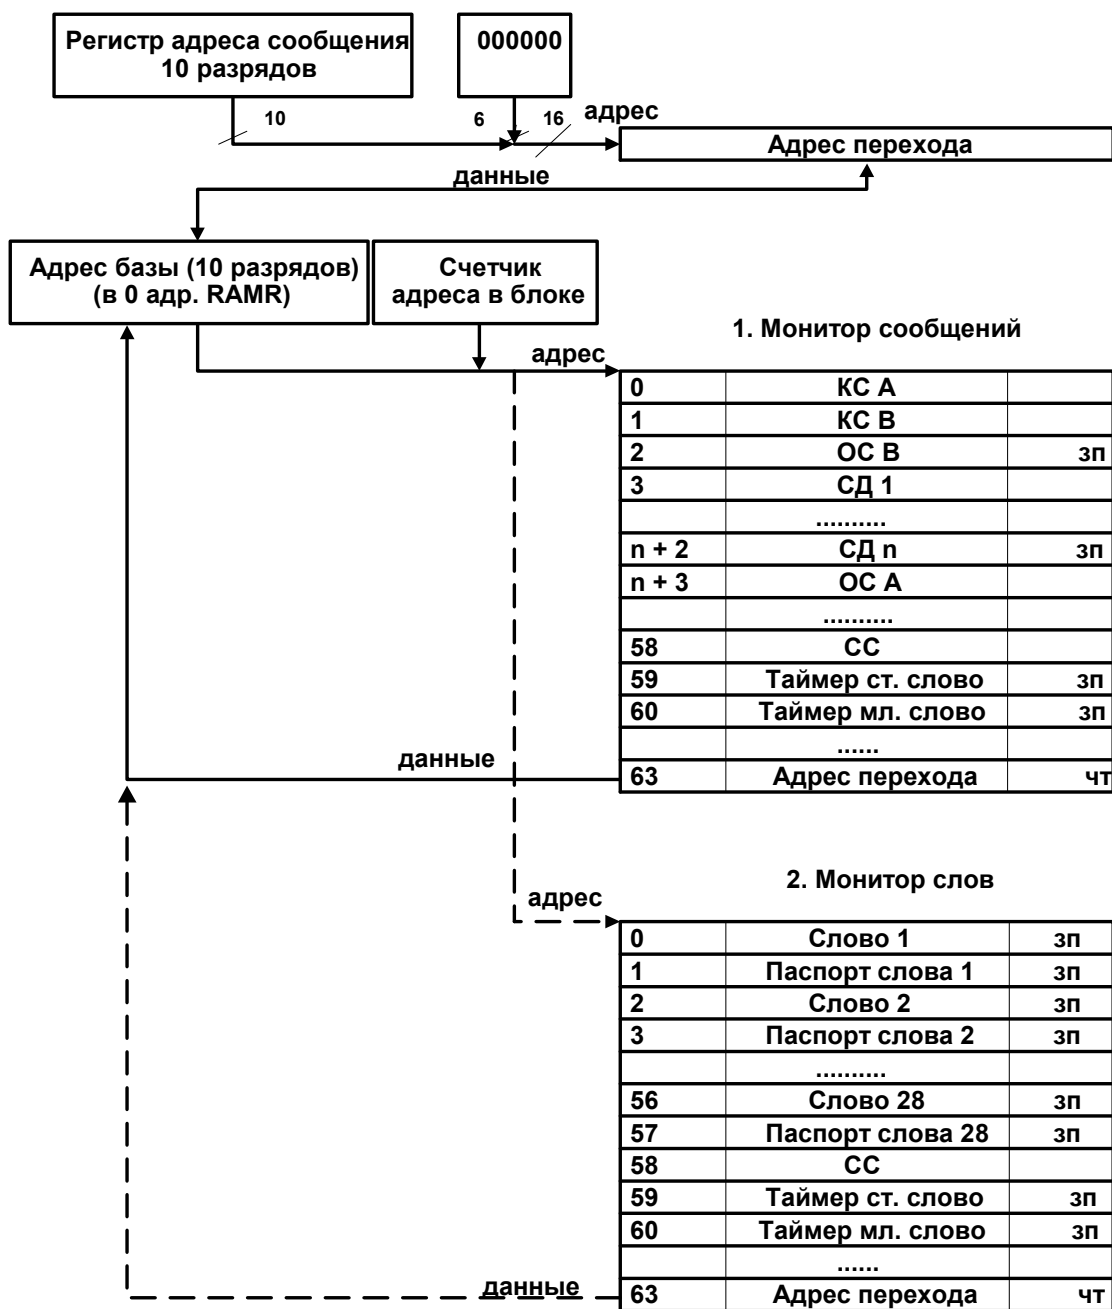 Регистр адреса сообщения
10 разрядов
000000
10
6
16
адрес
Адрес перехода
данные
Адрес базы (10 разрядов)
(в 0 адр. RAMR)
Счетчик
адреса в блоке
1. Монитор сообщений
адрес
0 КС А
1 КС В
2 ОС В зп
3 СД 1
..........
n + 2 СД n зп
n + 3 ОС А
..........
58 СС
59 Таймер ст. слово зп
60 Таймер мл. слово зп
......
данные
63 Адрес перехода чт
2. Монитор слов
адрес
0 Слово 1 зп
1 Паспорт слова 1 зп
2 Слово 2 зп
3 Паспорт слова 2 зп
..........
56 Слово 28 зп
57 Паспорт слова 28 зп
58 СС
59 Таймер ст. слово зп
60 Таймер мл. слово зп
......
данные
63 Адрес перехода чт